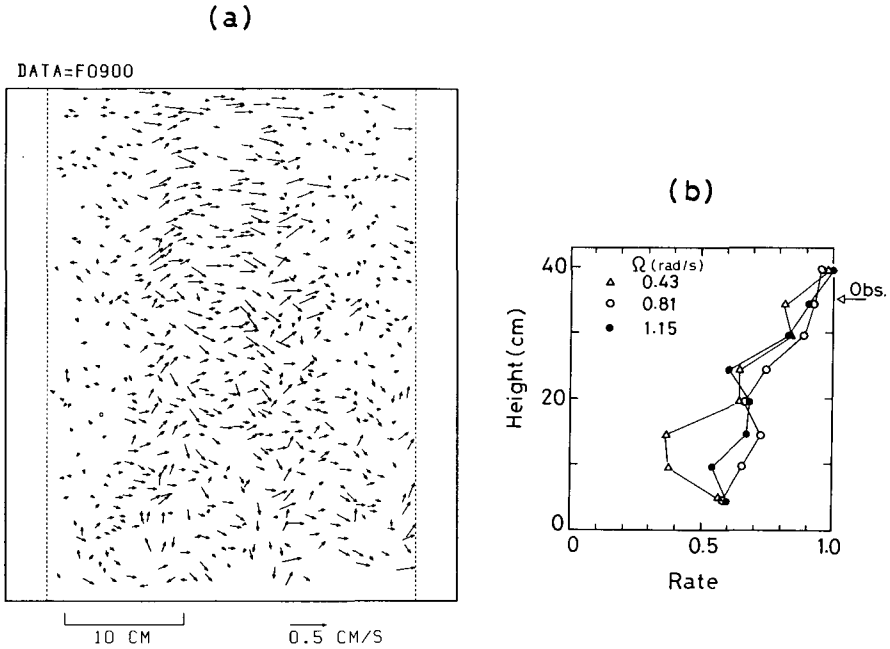 (a)
DATA=F0900
10 CM
0.5 CM/S
(b)
Ω (rad/s)
△ 0.43
○ 0.81
● 1.15
Obs.
Height(cm)
40
20
0
0
0.5
1.0
Rate